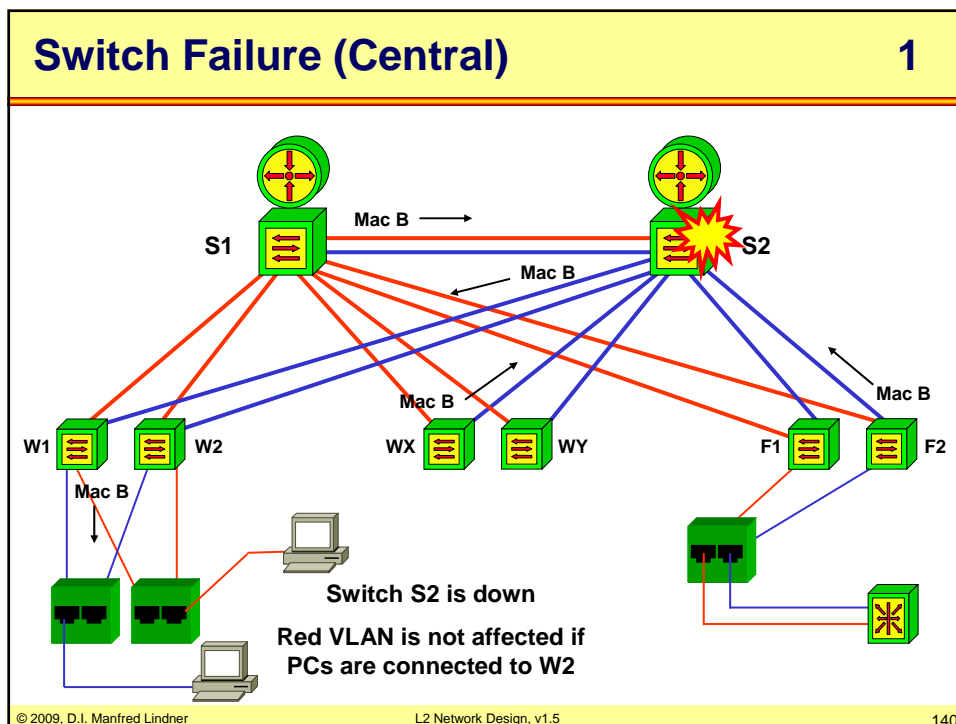 Switch Failure (Central) 1
Mac B
S1
S2
Mac B
Mac B
Mac B
W1
W2
WX
WY
F1
F2
Mac B
Switch S2 is down
Red VLAN is not affected if
PCs are connected to W2
© 2009, D.I. Manfred Lindner
L2 Network Design, v1.5
140